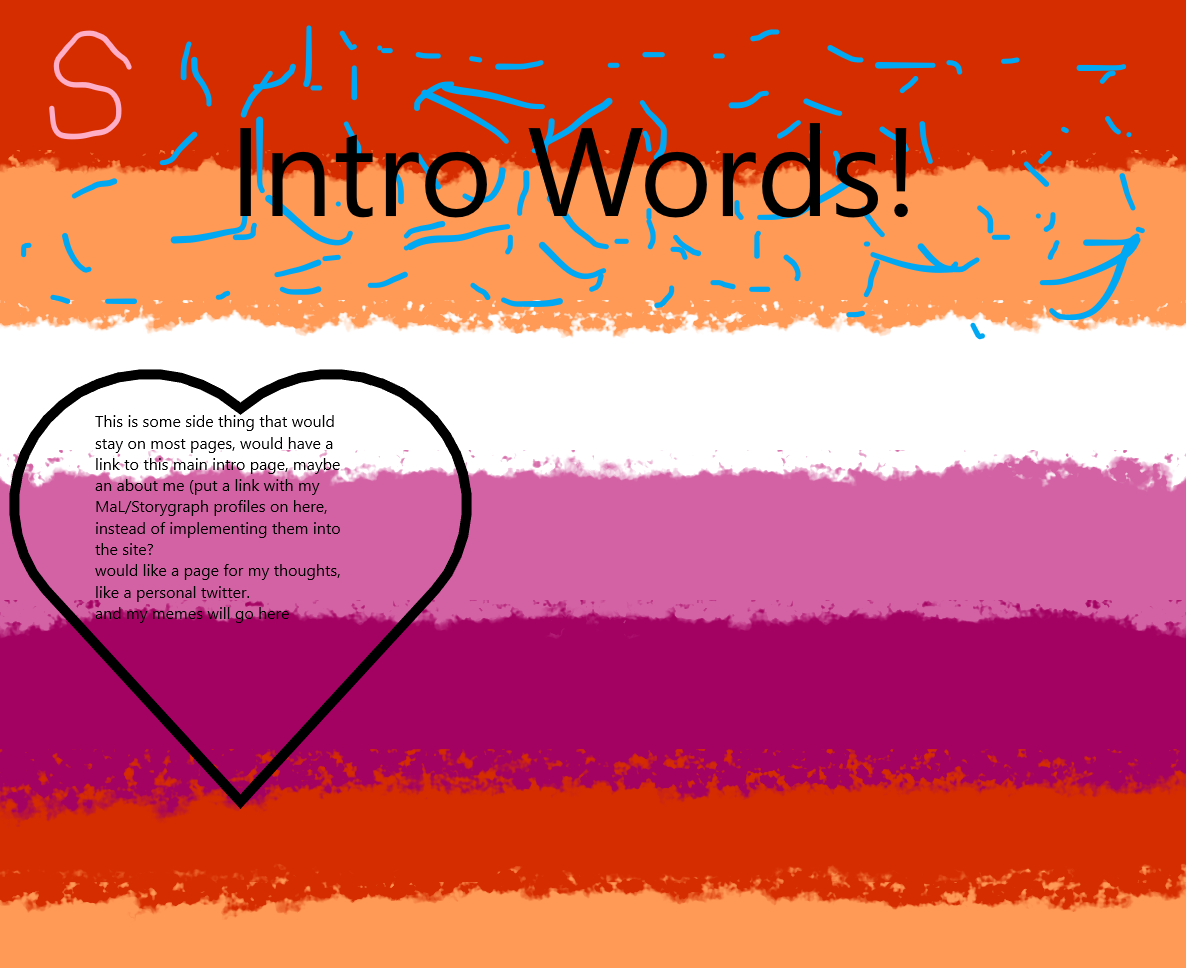 S
Intro Words!
This is some side thing that would
stay on most pages, would have a
link to this main intro page, maybe
an about me (put a link with my
MaL/Storygraph profiles on here,
instead of implementing them into
the site?
would like a page for my thoughts,
like a personal twitter.
and my memes will go here